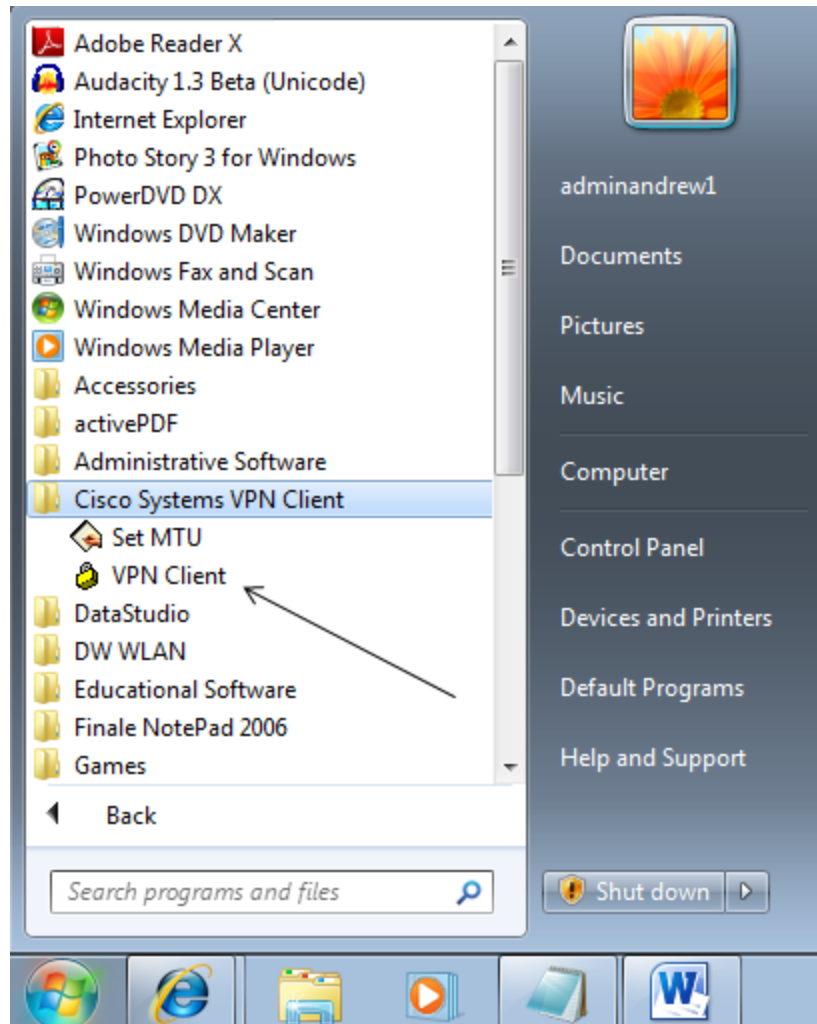 Adobe Reader X
Audacity 1.3 Beta (Unicode)
Internet Explorer
Photo Story 3 for Windows
PowerDVD DX
Windows DVD Maker
Windows Fax and Scan
Windows Media Center
Windows Media Player
Accessories
activePDF
Administrative Software
Cisco Systems VPN Client
Set MTU
VPN Client
DataStudio
DW WLAN
Educational Software
Finale NotePad 2006
Games
Back
Search programs and files
adminandrew1
Documents
Pictures
Music
Computer
Control Panel
Devices and Printers
Default Programs
Help and Support
Shut down
W